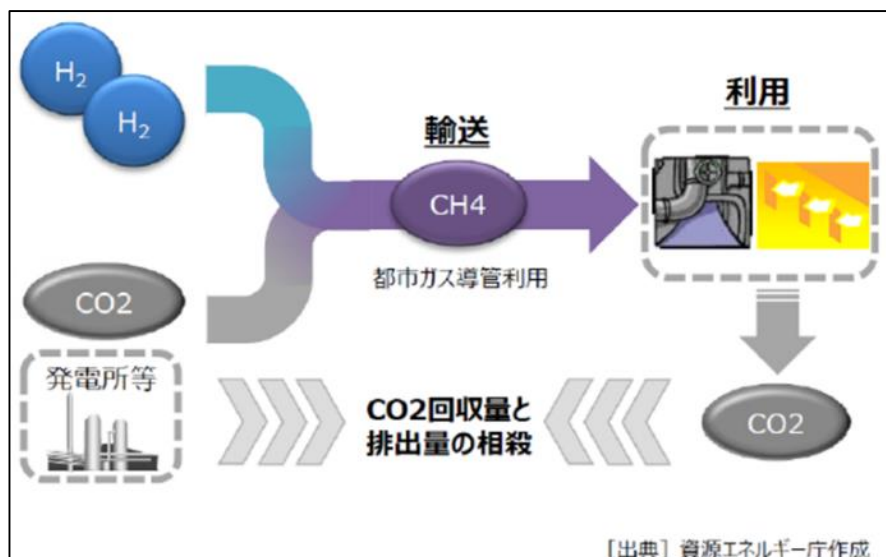 H2
H2
利用
輸送
CH4
都市ガス導管利用
CO2
発電所等
CO2回収量と
排出量の相殺
CO2
[出典] 資源エネルギー庁作成